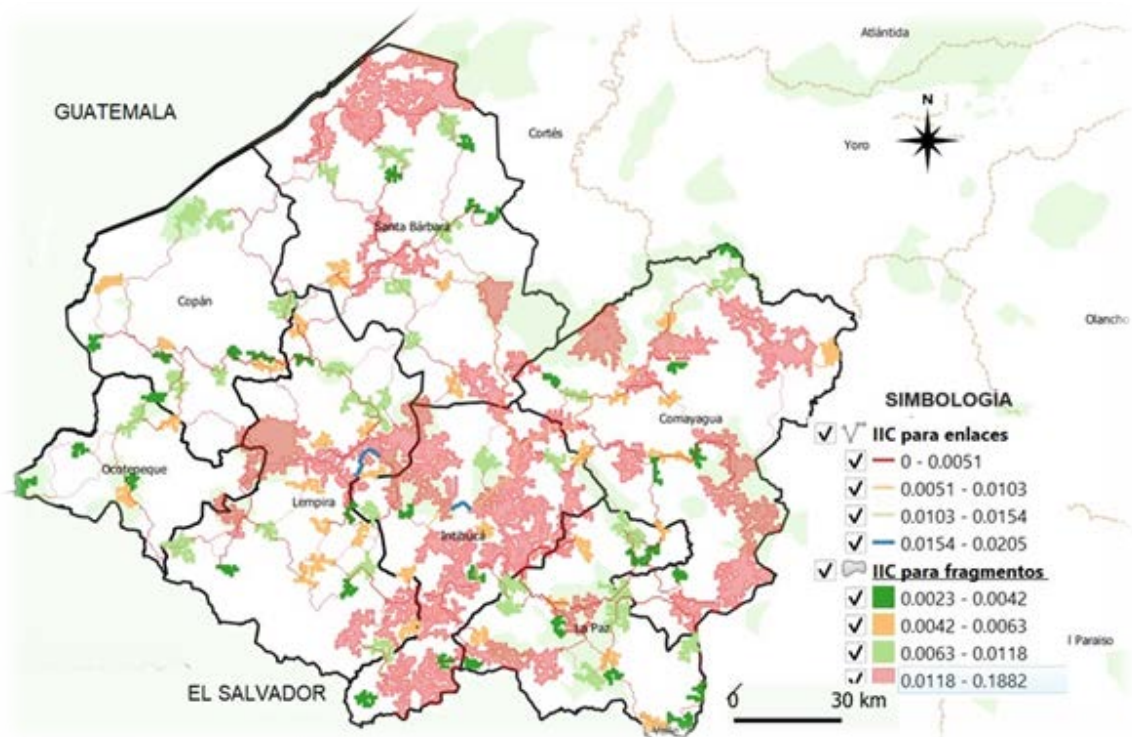 Atlántida
GUATEMALA
N
Cortés
Yoro
Santa Bárbara
Copán
Olancho
SIMBOLOGÍA
IIC para enlaces
Comayagua
0 - 0.0051
Ocotepeque
0.0051 - 0.0103
Lempira
0.0103 - 0.0154
Intibucá
0.0154 - 0.0205
IIC para fragmentos
0.0023 - 0.0042
0.0042 - 0.0063
La Paz
l Paraiso
0.0063 - 0.0118
0.0118 - 0.1882
EL SALVADOR
0 30 km